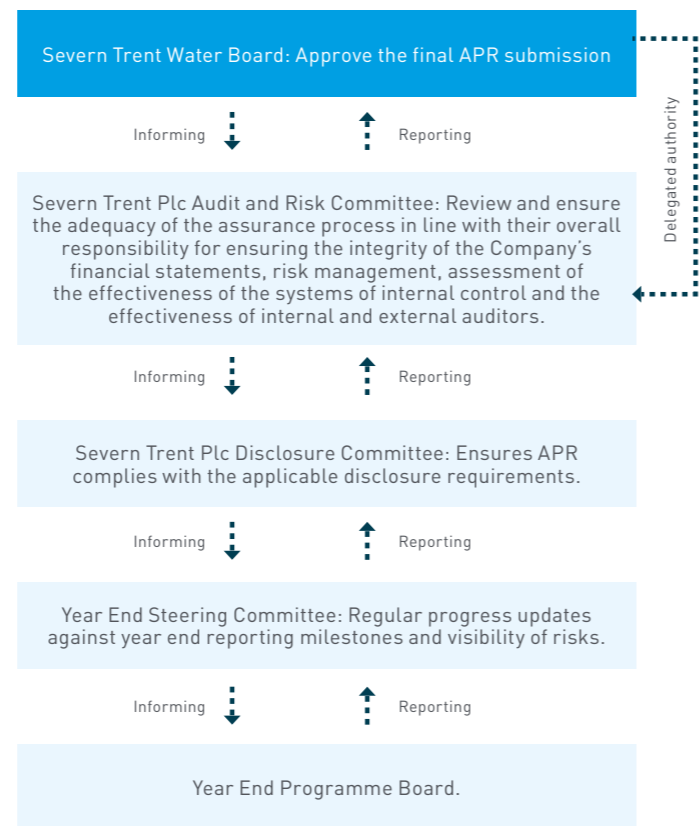 Severn Trent Water Board: Approve the final APR submission
Informing
Reporting
Delegated authority
Severn Trent Plc Audit and Risk Committee: Review and ensure
the adequacy of the assurance process in line with their overall
responsibility for ensuring the integrity of the Company’s
financial statements, risk management, assessment of
the effectiveness of the systems of internal control and the
effectiveness of internal and external auditors.
Informing
Reporting
Severn Trent Plc Disclosure Committee: Ensures APR
complies with the applicable disclosure requirements.
Informing
Reporting
Year End Steering Committee: Regular progress updates
against year end reporting milestones and visibility of risks.
Informing
Reporting
Year End Programme Board.